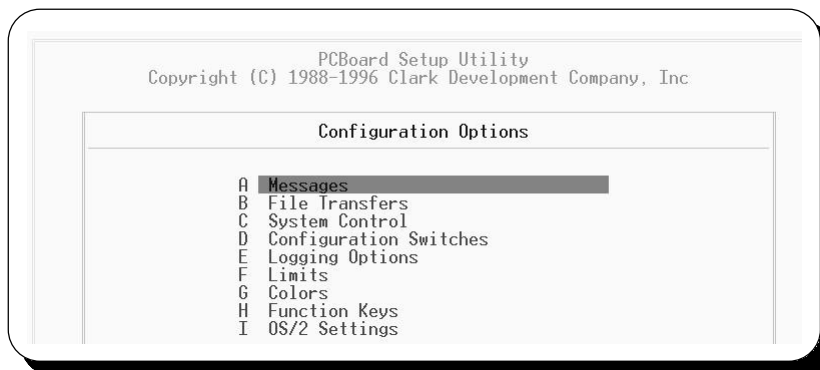 PCBoard Setup Utility
Copyright (C) 1988-1996 Clark Development Company, Inc
Configuration Options
A Messages
B File Transfers
C System Control
D Configuration Switches
E Logging Options
F Limits
G Colors
H Function Keys
I OS/2 Settings